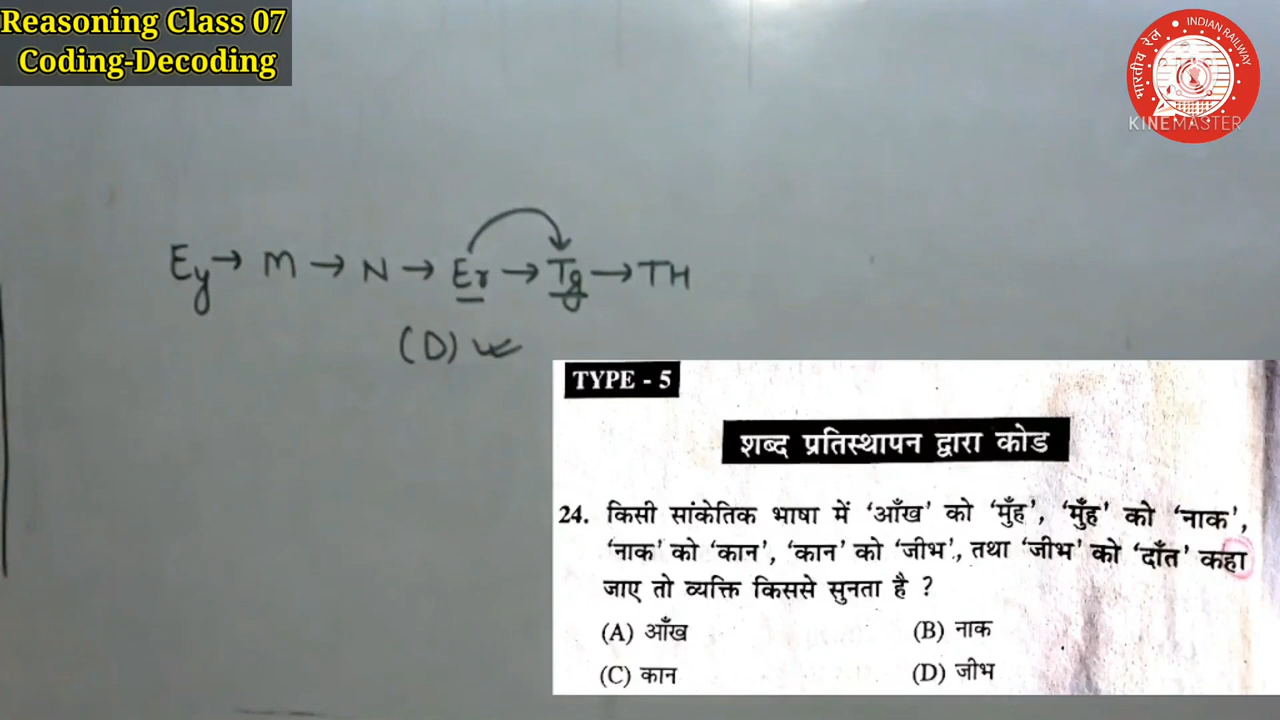 Reasoning Class 07
Coding-Decoding
भारतीय रेल
INDIAN RAILWAY
KINEMASTER
Ey → M → N → Er → Tg → TH
(D)
TYPE - 5
शब्द प्रतिस्थापन द्वारा कोड
24. किसी सांकेतिक भाषा में ‘आँख’ को ‘मुँह’, ‘मुँह’ को ‘नाक’,
‘नाक’ को ‘कान’, ‘कान’ को ‘जीभ’, तथा ‘जीभ’ को ‘दाँत’ कहा
जाए तो व्यक्ति किससे सुनता है ?
(A) आँख (B) नाक
(C) कान (D) जीभ